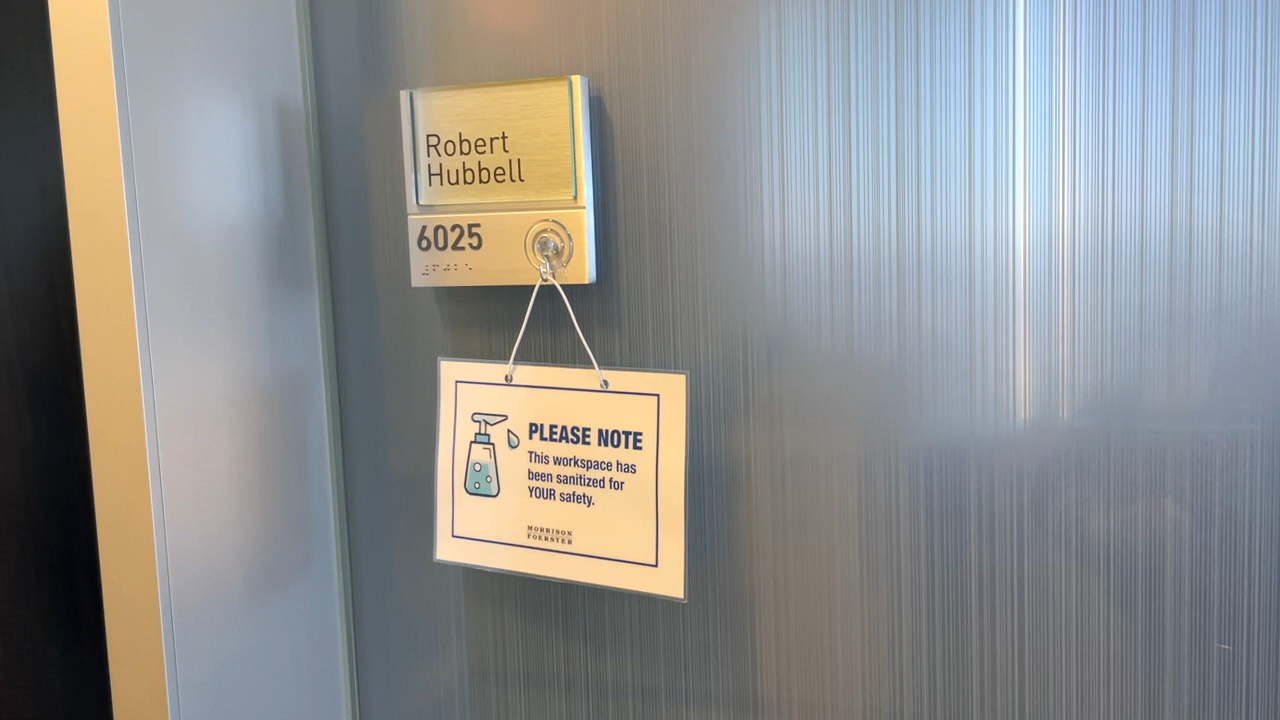 Robert
Hubbell
6025
PLEASE NOTE
This workspace has
been sanitized for
YOUR safety.
MORRISON
FOERSTER